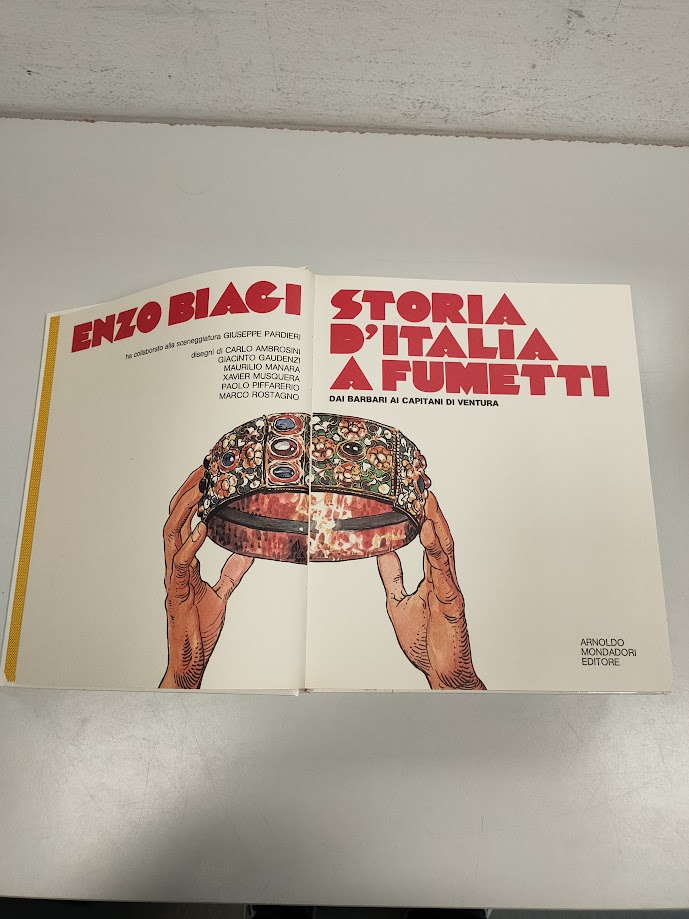 ENZO BIAGI
ha collaborato alla sceneggiatura GIUSEPPE PARDIERI
disegni di CARLO AMBROSINI
GIACINTO GAUDENZI
MAURILIO MANARA
XAVIER MUSQUERA
PAOLO PIFFARERIO
MARCO ROSTAGNO
STORIA
D'ITALIA
A FUMETTI
DAI BARBARI AI CAPITANI DI VENTURA
ARNOLDO
MONDADORI
EDITORE